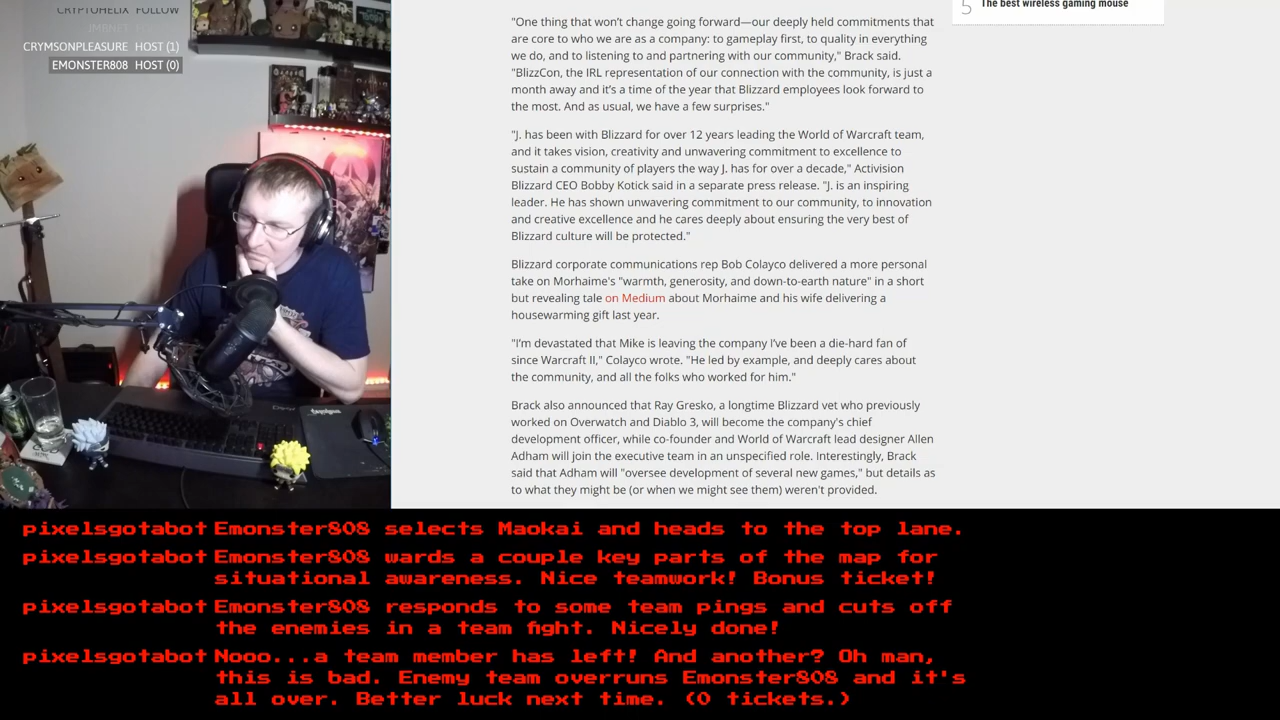 CRYPTOHELIX FOLLOW
JMBNET FOLLOW
CRYMSONPLEASURE HOST (1)
EMONSTER808 HOST (0)
5 The best wireless gaming mouse
"One thing that won't change going forward—our deeply held commitments that
are core to who we are as a company: to gameplay first, to quality in everything
we do, and to listening to and partnering with our community," Brack said.
"BlizzCon, the IRL representation of our connection with the community, is just a
month away and it's a time of the year that Blizzard employees look forward to
the most. And as usual, we have a few surprises."
"J. has been with Blizzard for over 12 years leading the World of Warcraft team,
and it takes vision, creativity and unwavering commitment to excellence to
sustain a community of players the way J. has for over a decade," Activision
Blizzard CEO Bobby Kotick said in a separate press release. "J. is an inspiring
leader. He has shown unwavering commitment to our community, to innovation
and creative excellence and he cares deeply about ensuring the very best of
Blizzard culture will be protected."
Blizzard corporate communications rep Bob Colayco delivered a more personal
take on Morhaime's "warmth, generosity, and down-to-earth nature" in a short
but revealing tale on Medium about Morhaime and his wife delivering a
housewarming gift last year.
"I'm devastated that Mike is leaving the company I've been a die-hard fan of
since Warcraft II," Colayco wrote. "He led by example, and deeply cares about
the community, and all the folks who worked for him."
Brack also announced that Ray Gresko, a longtime Blizzard vet who previously
worked on Overwatch and Diablo 3, will become the company's chief
development officer, while co-founder and World of Warcraft lead designer Allen
Adham will join the executive team in an unspecified role. Interestingly, Brack
said that Adham will "oversee development of several new games," but details as
to what they might be (or when we might see them) weren't provided.
pixelsgotabot Emonster808 selects Maokai and heads to the top lane.
pixelsgotabot Emonster808 wards a couple key parts of the map for
situational awareness. Nice teamwork! Bonus ticket!
pixelsgotabot Emonster808 responds to some team pings and cuts off
the enemies in a team fight. Nicely done!
pixelsgotabot Nooo...a team member has left! And another? Oh man,
this is bad. Enemy team overruns Emonster808 and it's
all over. Better luck next time. (0 tickets.)